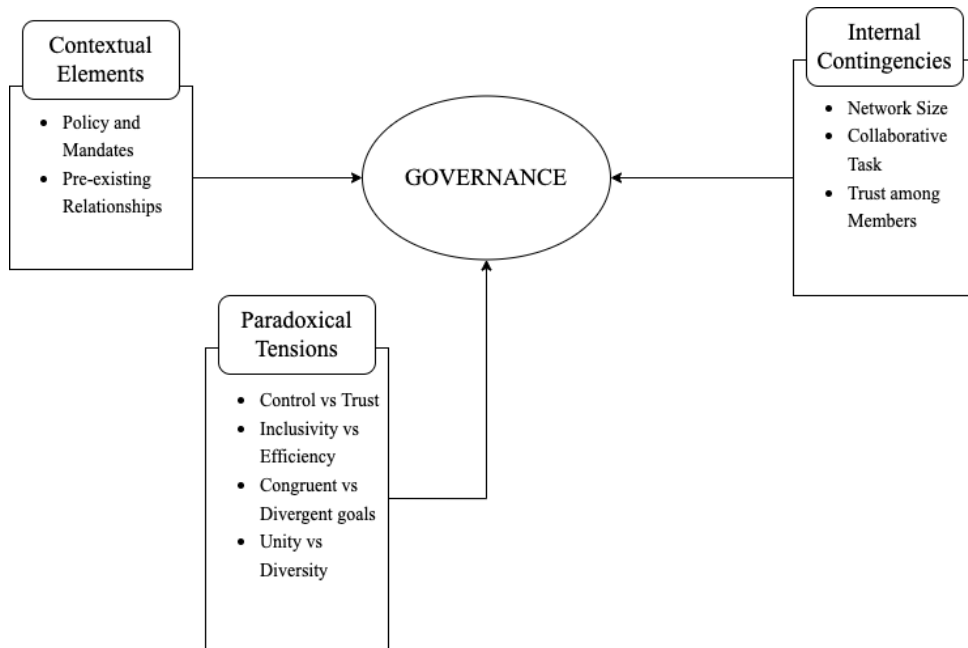 Contextual
Elements
• Policy and
Mandates
• Pre-existing
Relationships
GOVERNANCE
Internal
Contingencies
• Network Size
• Collaborative
Task
• Trust among
Members
Paradoxical
Tensions
• Control vs Trust
• Inclusivity vs
Efficiency
• Congruent vs
Divergent goals
• Unity vs
Diversity